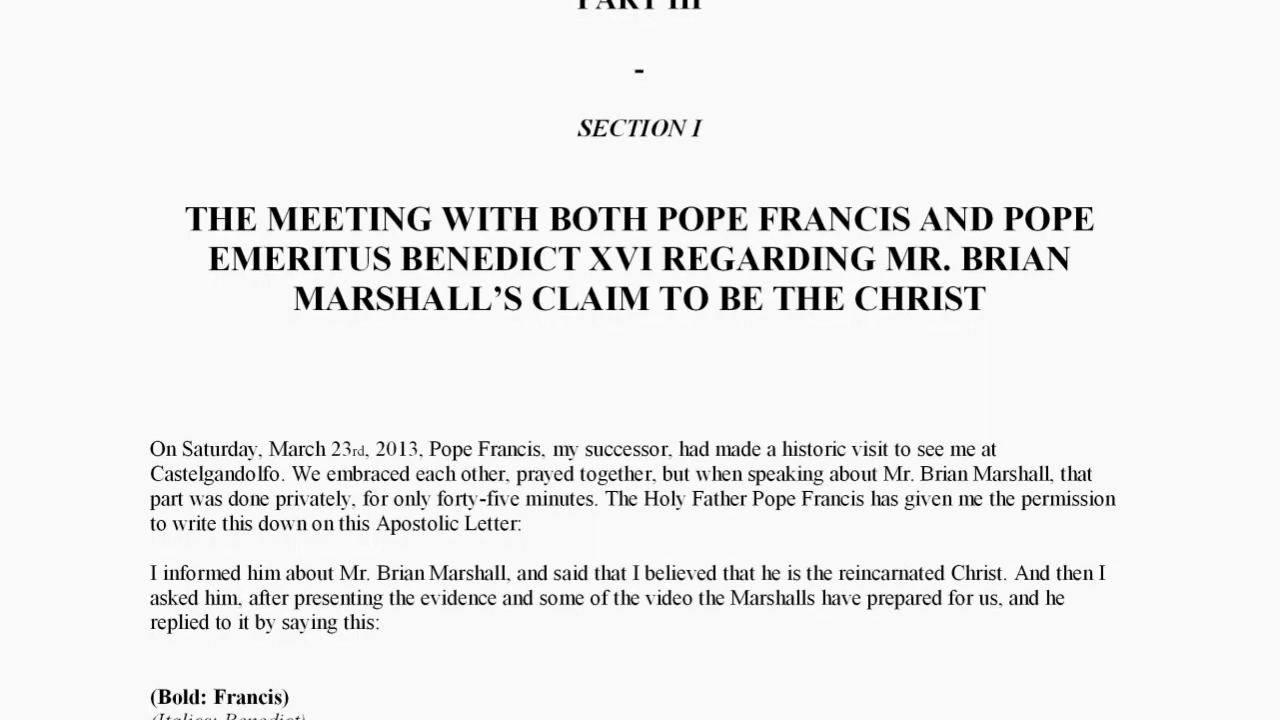 PART III
-
SECTION I
THE MEETING WITH BOTH POPE FRANCIS AND POPE
EMERITUS BENEDICT XVI REGARDING MR. BRIAN
MARSHALL’S CLAIM TO BE THE CHRIST
On Saturday, March 23rd, 2013, Pope Francis, my successor, had made a historic visit to see me at
Castelgandolfo. We embraced each other, prayed together, but when speaking about Mr. Brian Marshall, that
part was done privately, for only forty-five minutes. The Holy Father Pope Francis has given me the permission
to write this down on this Apostolic Letter:
I informed him about Mr. Brian Marshall, and said that I believed that he is the reincarnated Christ. And then I
asked him, after presenting the evidence and some of the video the Marshalls have prepared for us, and he
replied to it by saying this:
(Bold: Francis)
(Italics: Benedict)